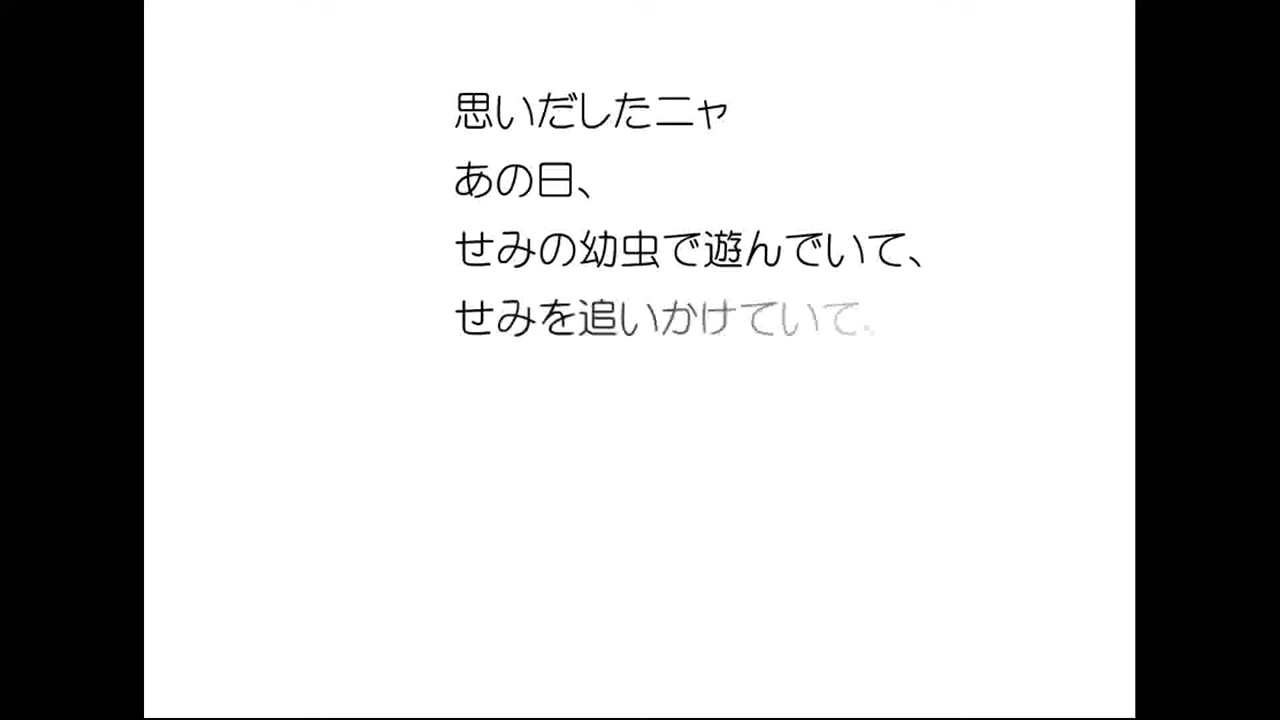 思いだしたニャ
あの日、
せみの幼虫で遊んでいて、
せみを追いかけていて、